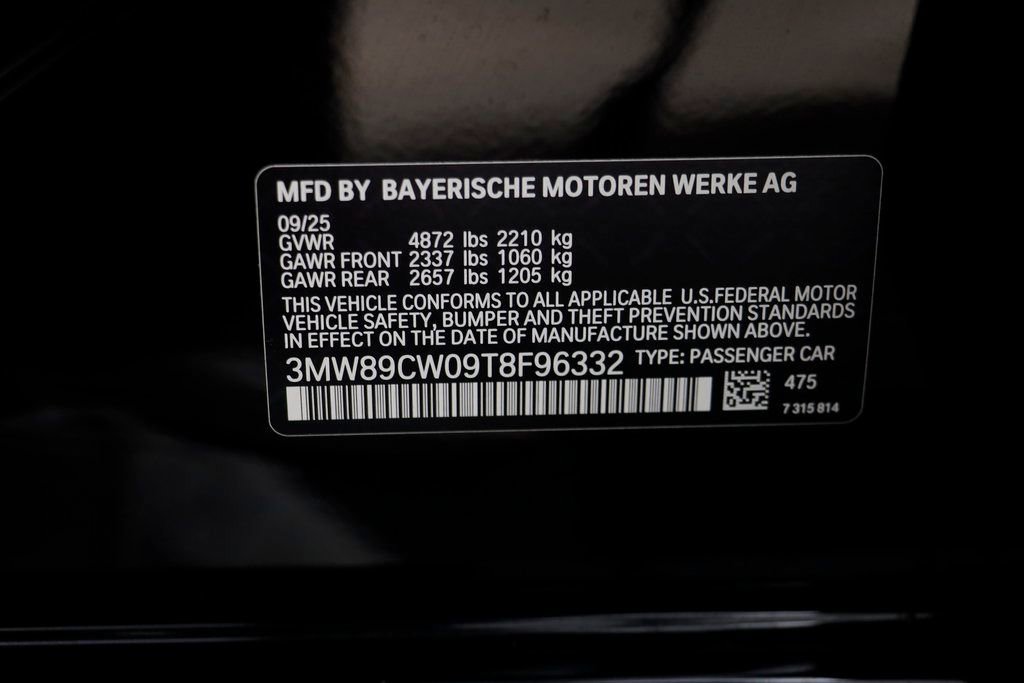 MFD BY BAYERISCHE MOTOREN WERKE AG
09/25
GVWR 4872 lbs 2210 kg
GAWR FRONT 2337 lbs 1060 kg
GAWR REAR 2657 lbs 1205 kg
THIS VEHICLE CONFORMS TO ALL APPLICABLE U.S.FEDERAL MOTOR
VEHICLE SAFETY, BUMPER AND THEFT PREVENTION STANDARDS
IN EFFECT ON THE DATE OF MANUFACTURE SHOWN ABOVE.
3MW89CW09T8F96332 TYPE: PASSENGER CAR
475
7 315 814